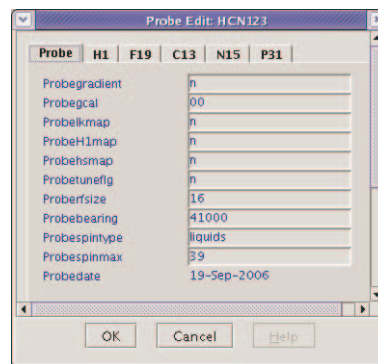 Probe Edit: HCN123
Probe H1 F19 C13 N15 P31
Probegradient n
Probegcal 00
Probelkmap n
ProbeH1map n
Probehsmap n
Probetuneflg n
Proberfsize 16
Probebearing 41000
Probespintype liquids
Probespinmax 39
Probedate 19-Sep-2006
OK Cancel Help